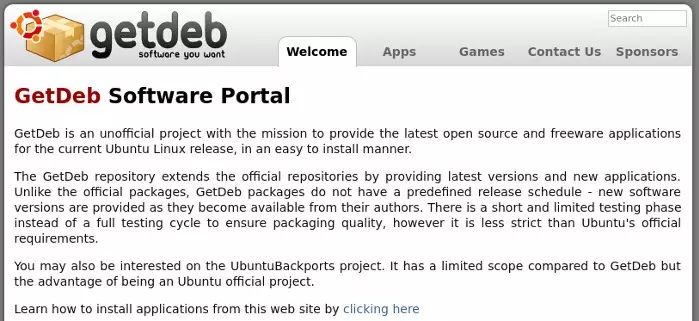 getdeb
software you want
Search
Welcome Apps Games Contact Us Sponsors
GetDeb Software Portal
GetDeb is an unofficial project with the mission to provide the latest open source and freeware applications
for the current Ubuntu Linux release, in an easy to install manner.
The GetDeb repository extends the official repositories by providing latest versions and new applications.
Unlike the official packages, GetDeb packages do not have a predefined release schedule - new software
versions are provided as they become available from their authors. There is a short and limited testing phase
instead of a full testing cycle to ensure packaging quality, however it is less strict than Ubuntu's official
requirements.
You may also be interested on the UbuntuBackports project. It has a limited scope compared to GetDeb but
the advantage of being an Ubuntu official project.
Learn how to install applications from this web site by clicking here